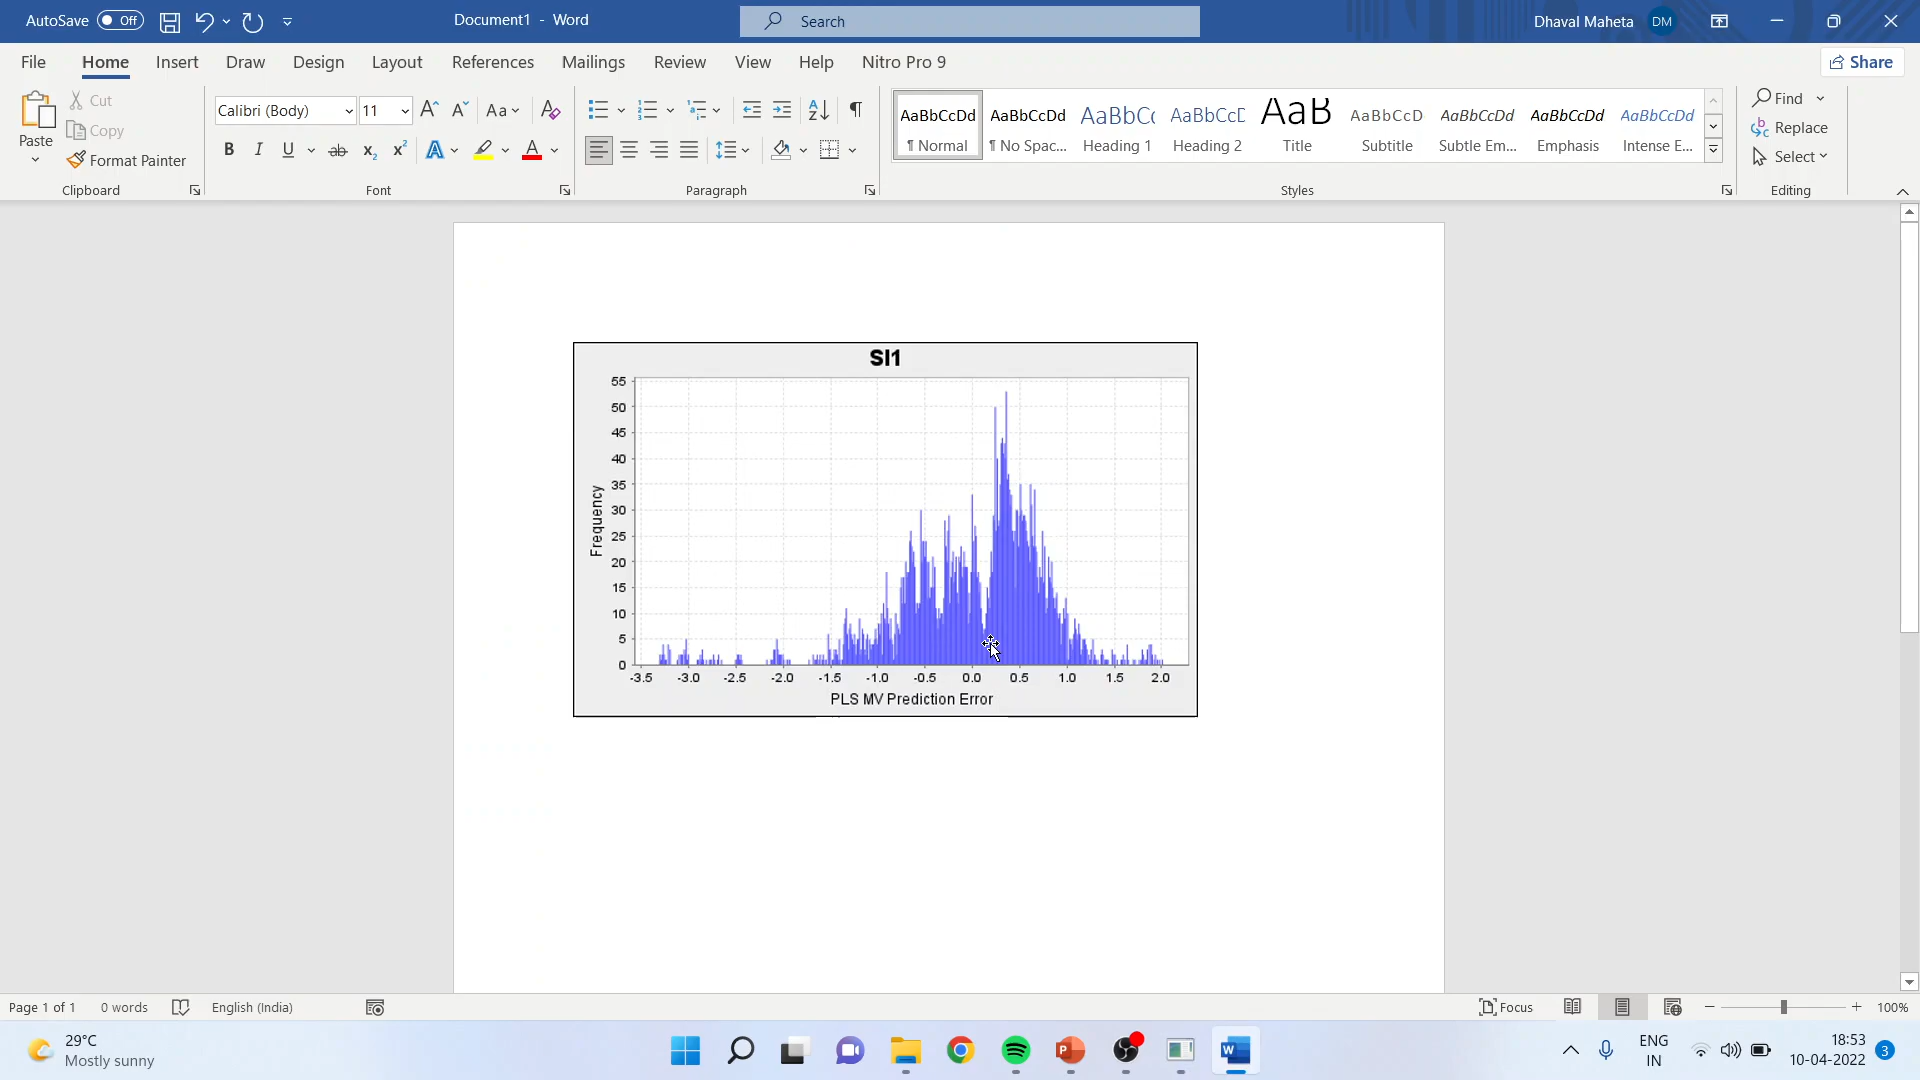 AutoSave Off Document1 - Word Search Dhaval Maheta DM
File Home Insert Draw Design Layout References Mailings Review View Help Nitro Pro 9 Share
Paste Cut Copy Format Painter
Clipboard
Calibri (Body) 11 Aa
B I U ab x₂ x² A A
Font
Paragraph
AaBbCcDd AaBbCcDd AaBbC AaBbCcD AaB AaBbCcD AaBbCcDd AaBbCcDd AaBbCcDd
¶ Normal ¶ No Spac... Heading 1 Heading 2 Title Subtitle Subtle Em... Emphasis Intense E...
Styles
Find
Replace
Select
Editing
SI1
Frequency
55
50
45
40
35
30
25
20
15
10
5
0
-3.5 -3.0 -2.5 -2.0 -1.5 -1.0 -0.5 0.0 0.5 1.0 1.5 2.0
PLS MV Prediction Error
Page 1 of 1 0 words English (India) Focus 100%
29°C
Mostly sunny
ENG
IN
18:53
10-04-2022
3